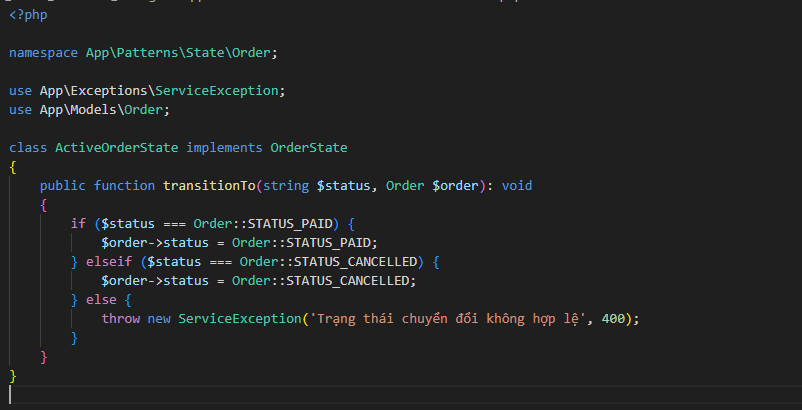 <?php
namespace App\Patterns\State\Order;
use App\Exceptions\ServiceException;
use App\Models\Order;
class ActiveOrderState implements OrderState
{
    public function transitionTo(string $status, Order $order): void
    {
        if ($status === Order::STATUS_PAID) {
            $order->status = Order::STATUS_PAID;
        } elseif ($status === Order::STATUS_CANCELLED) {
            $order->status = Order::STATUS_CANCELLED;
        } else {
            throw new ServiceException('Trạng thái chuyển đổi không hợp lệ', 400);
        }
    }
}